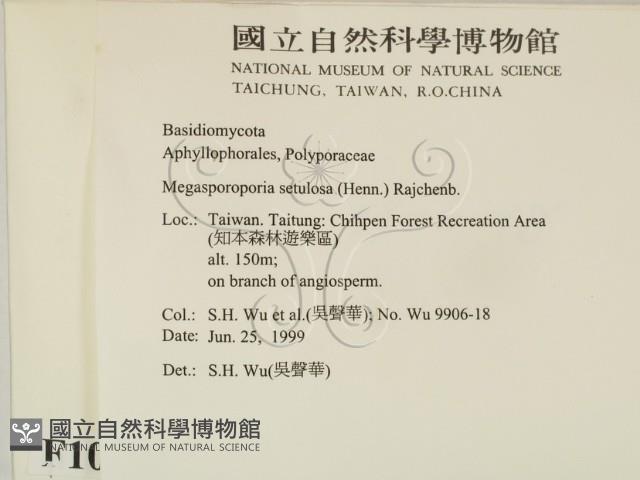 國立自然科學博物館
NATIONAL MUSEUM OF NATURAL SCIENCE
TAICHUNG, TAIWAN, R.O.CHINA
Basidiomycota
Aphyllophorales, Polyporaceae
Megasporoporia setulosa (Henn.) Rajchenb.
Loc.: Taiwan. Taitung: Chihpen Forest Recreation Area
(知本森林遊樂區)
alt. 150m;
on branch of angiosperm.
Col.: S.H. Wu et al.(吳聲華); No. Wu 9906-18
Date: Jun. 25, 1999
Det.: S.H. Wu(吳聲華)
國立自然科學博物館
NATIONAL MUSEUM OF NATURAL SCIENCE